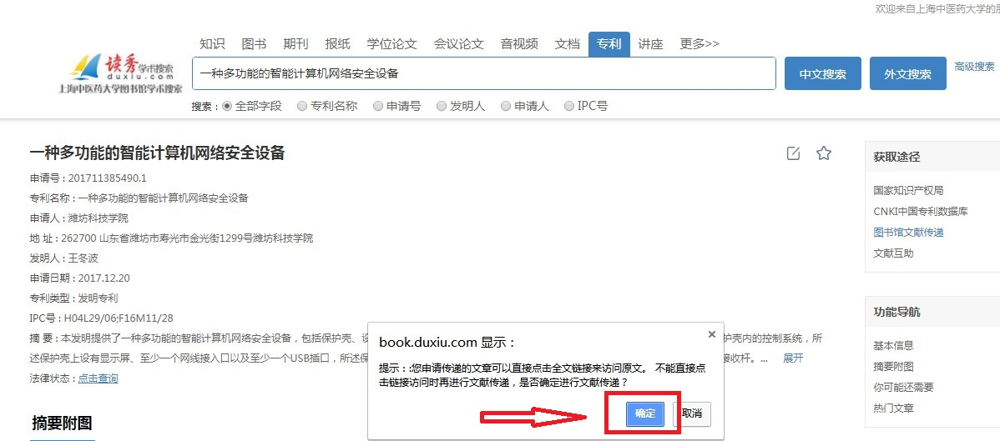 欢迎来自上海中医药大学的
知识 图书 期刊 报纸 学位论文 会议论文 音视频 文档 专利 讲座 更多>>
读秀学术搜索
duxiu.com
上海中医药大学图书馆学术搜索
一种多功能的智能计算机网络安全设备
中文搜索 外文搜索 高级搜索
搜索: 全部字段 专利名称 申请号 发明人 申请人 IPC号
一种多功能的智能计算机网络安全设备
申请号:201711385490.1
专利名称:一种多功能的智能计算机网络安全设备
申请人:潍坊科技学院
地 址:262700 山东省潍坊市寿光市金光街1299号潍坊科技学院
发明人:王冬波
申请日期:2017.12.20
专利类型:发明专利
IPC号:H04L29/06;F16M11/28
摘 要:本发明提供了一种多功能的智能计算机网络安全设备,包括保护壳、设
护壳内的控制系统,所
述保护壳上设有显示屏、至少一个网线接入口以及至少一个USB插口,所述保
接收杆。... 展开
法律状态:点击查询
摘要附图
book.duxiu.com 显示:
×
提示:您申请传递的文章可以直接点击全文链接来访问原文。 不能直接点
击链接访问时再进行文献传递,是否确定进行文献传递?
确定 取消
获取途径
国家知识产权局
CNKI中国专利数据库
图书馆文献传递
文献互助
功能导航
基本信息
摘要附图
你可能还需要
热门文章